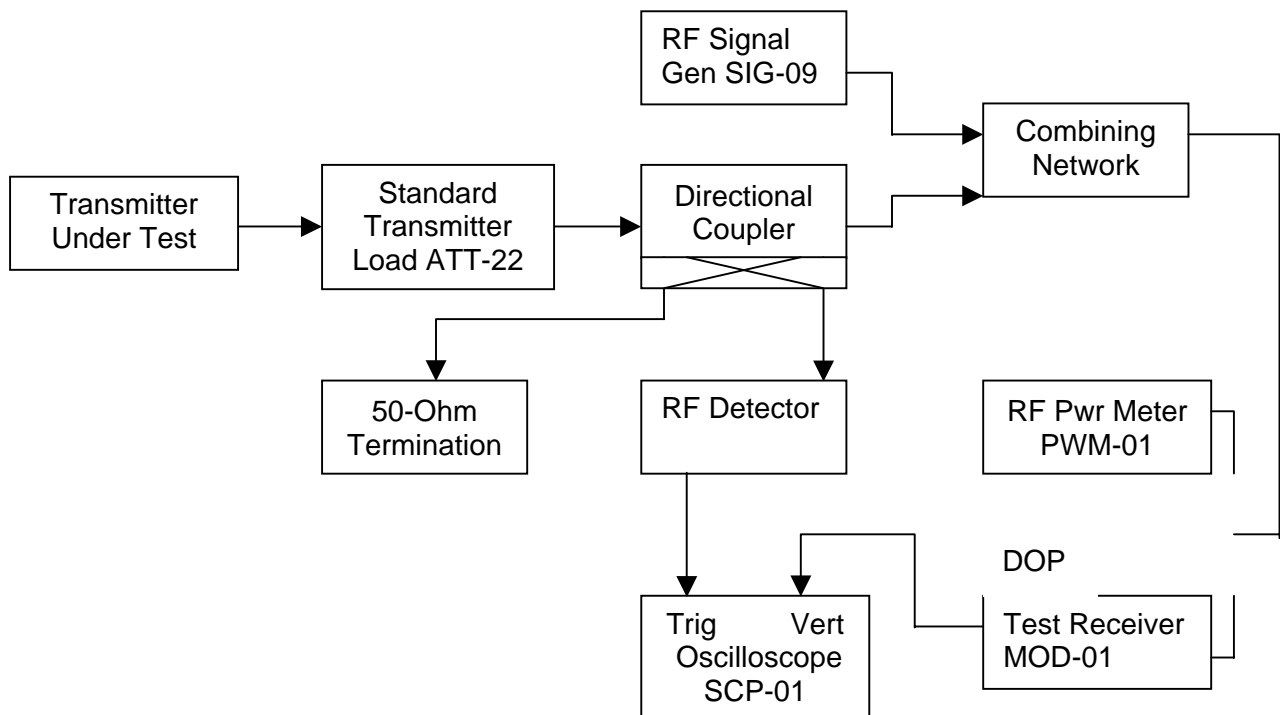 RF Signal
Gen SIG-09
Combining
Network
Transmitter
Under Test
Standard
Transmitter
Load ATT-22
Directional
Coupler
50-Ohm
Termination
RF Detector
RF Pwr Meter
PWM-01
DOP
Trig Vert
Oscilloscope
SCP-01
Test Receiver
MOD-01